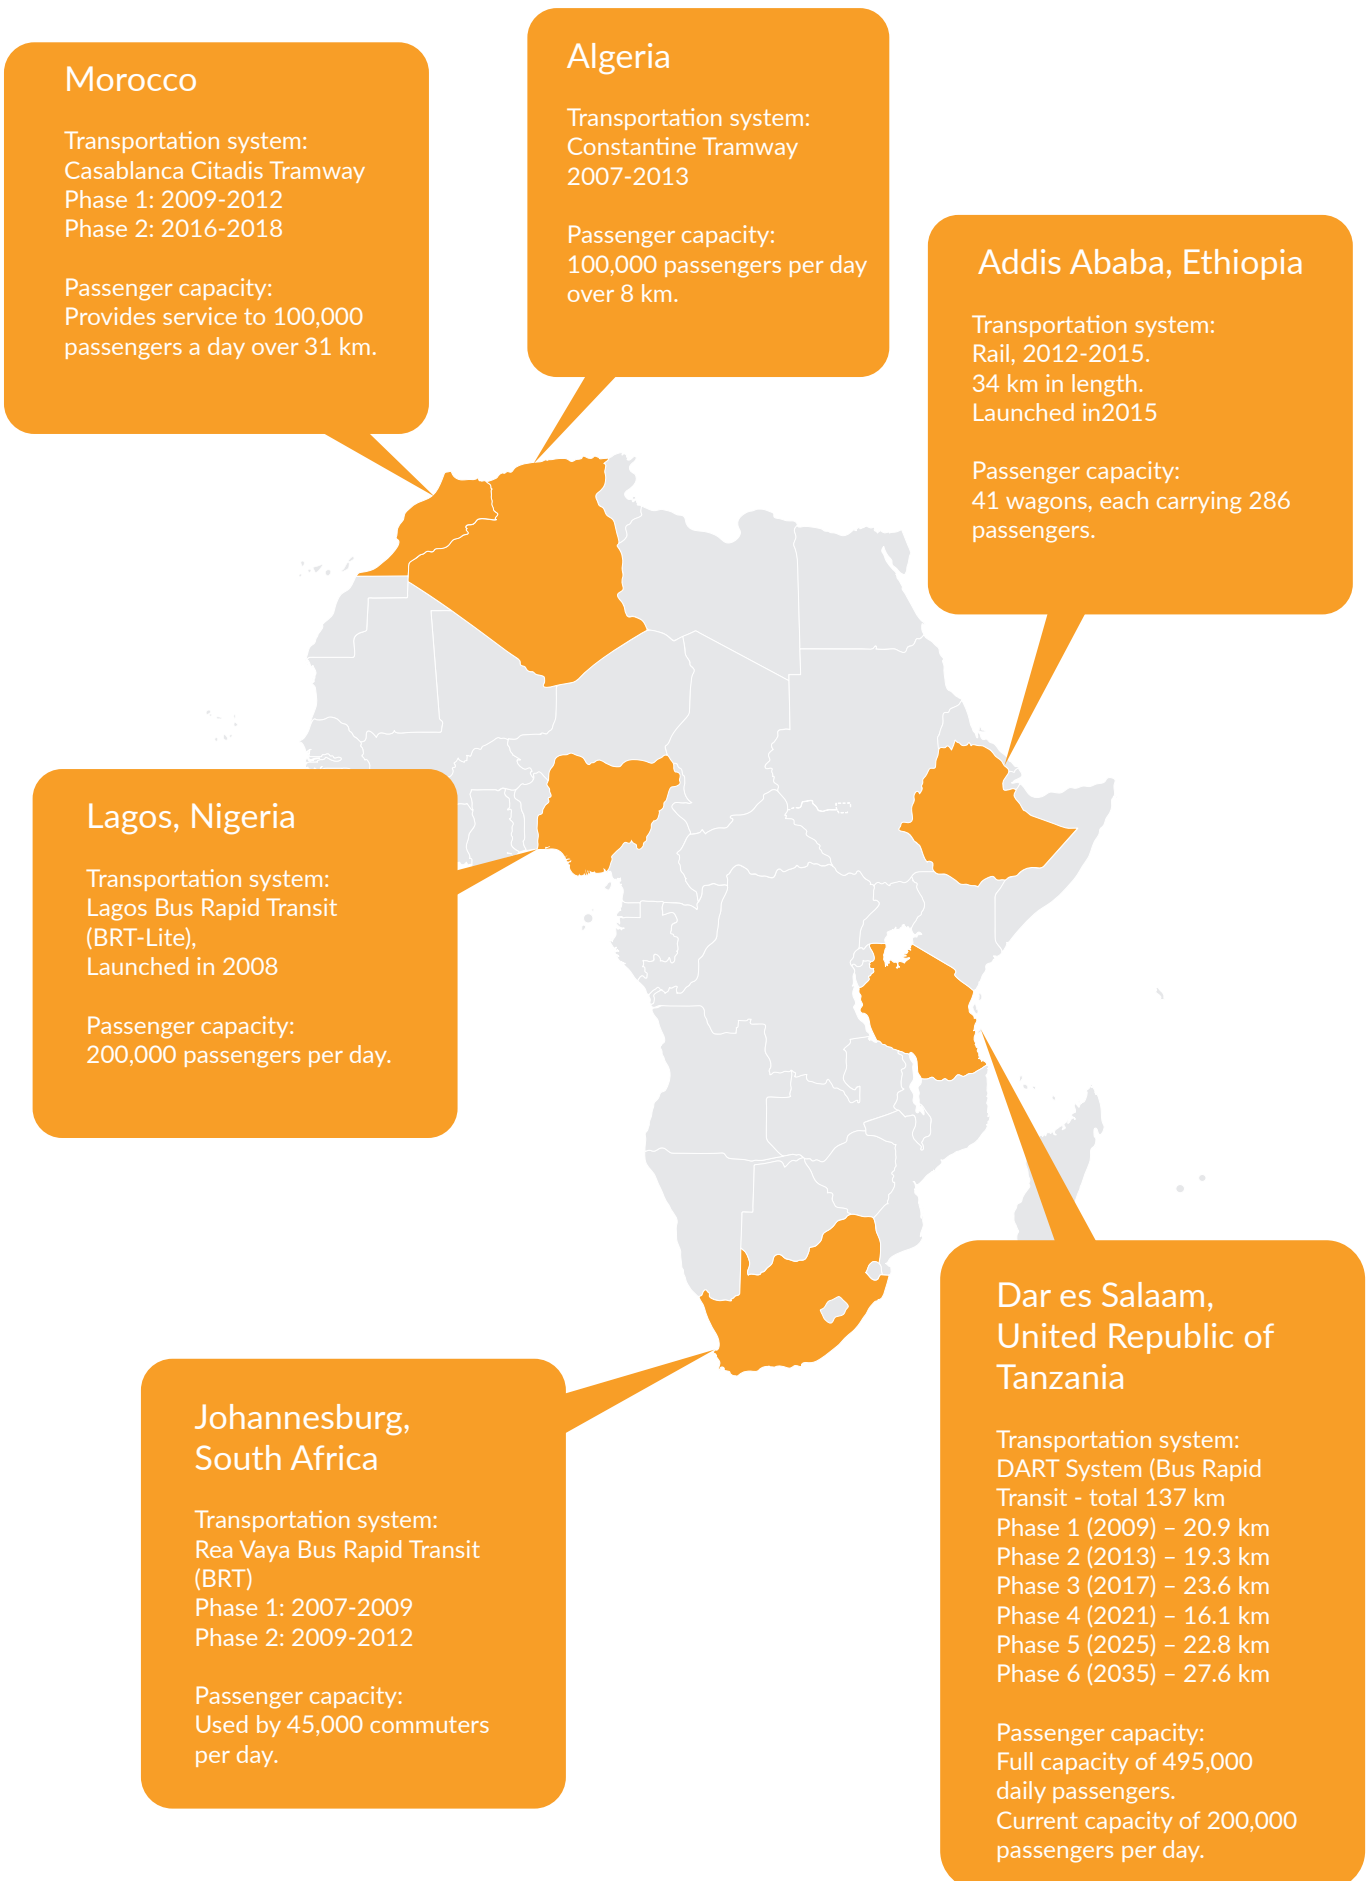 Morocco
Transportation system:
Casablanca Citadis Tramway
Phase 1: 2009-2012
Phase 2: 2016-2018
Passenger capacity:
Provides service to 100,000
passengers a day over 31 km.
Algeria
Transportation system:
Constantine Tramway
2007-2013
Passenger capacity:
100,000 passengers per day
over 8 km.
Addis Ababa, Ethiopia
Transportation system:
Rail, 2012-2015.
34 km in length.
Launched in2015
Passenger capacity:
41 wagons, each carrying 286
passengers.
Lagos, Nigeria
Transportation system:
Lagos Bus Rapid Transit
(BRT-Lite),
Launched in 2008
Passenger capacity:
200,000 passengers per day.
Johannesburg,
South Africa
Transportation system:
Rea Vaya Bus Rapid Transit
(BRT)
Phase 1: 2007-2009
Phase 2: 2009-2012
Passenger capacity:
Used by 45,000 commuters
per day.
Dar es Salaam,
United Republic of
Tanzania
Transportation system:
DART System (Bus Rapid
Transit - total 137 km
Phase 1 (2009) – 20.9 km
Phase 2 (2013) – 19.3 km
Phase 3 (2017) – 23.6 km
Phase 4 (2021) – 16.1 km
Phase 5 (2025) – 22.8 km
Phase 6 (2035) – 27.6 km
Passenger capacity:
Full capacity of 495,000
daily passengers.
Current capacity of 200,000
passengers per day.